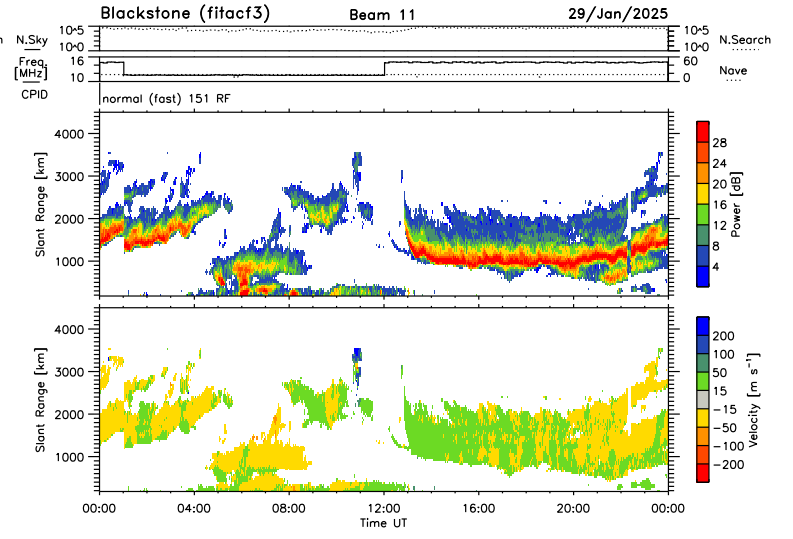 Blackstone (fitacf3) Beam 11 29/Jan/2025
N.Sky 10^5 10^0 10^5 10^0 N.Search
Freq. [MHz] 16 10 60 0 Nave
CPID normal (fast) 151 RF
Slant Range [km]
4000
3000
2000
1000
28
24
20
16
12
8
4
Power [dB]
Slant Range [km]
4000
3000
2000
1000
200
100
50
15
-15
-50
-100
-200
Velocity [m s⁻¹]
00:00 04:00 08:00 12:00 16:00 20:00 00:00
Time UT